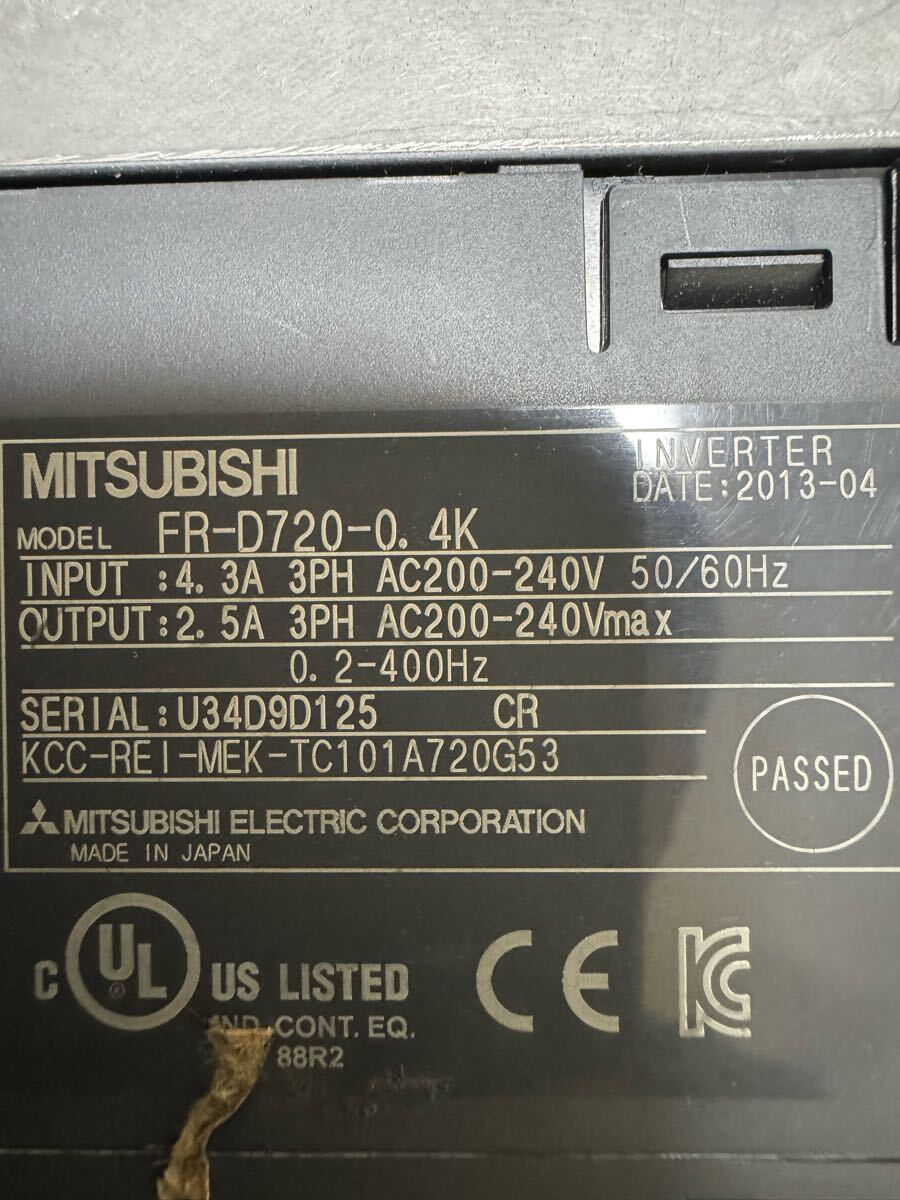 MITSUBISHI
INVERTER
DATE:2013-04
MODEL FR-D720-0.4K
INPUT :4.3A 3PH AC200-240V 50/60Hz
OUTPUT:2.5A 3PH AC200-240Vmax
0.2-400Hz
SERIAL:U34D9D125 CR
KCC-REI-MEK-TC101A720G53
PASSED
MITSUBISHI ELECTRIC CORPORATION
MADE IN JAPAN
C UL US LISTED
IND. CONT. EQ.
88R2
CE